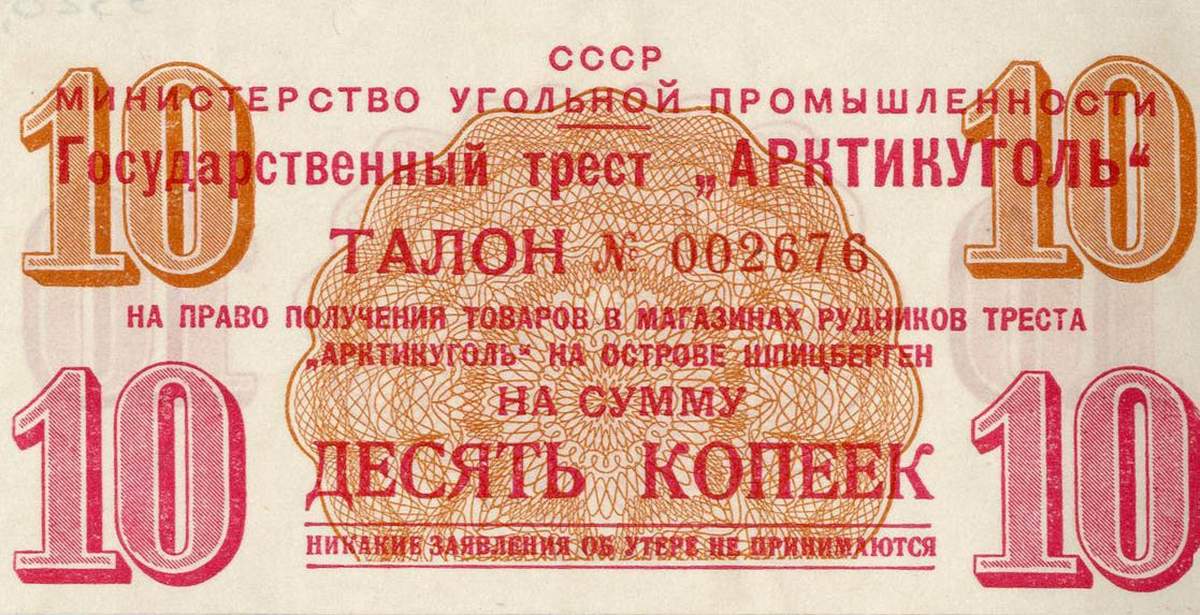 СССР
МИНИСТЕРСТВО УГОЛЬНОЙ ПРОМЫШЛЕННОСТИ
10 10
Государственный трест „АРКТИКУГОЛЬ“
ТАЛОН № 002676
НА ПРАВО ПОЛУЧЕНИЯ ТОВАРОВ В МАГАЗИНАХ РУДНИКОВ ТРЕСТА
„АРКТИКУГОЛЬ“ НА ОСТРОВЕ ШПИЦБЕРГЕН
НА СУММУ
10 10
ДЕСЯТЬ КОПЕЕК
НИКАКИЕ ЗАЯВЛЕНИЯ ОБ УТЕРЕ НЕ ПРИНИМАЮТСЯ